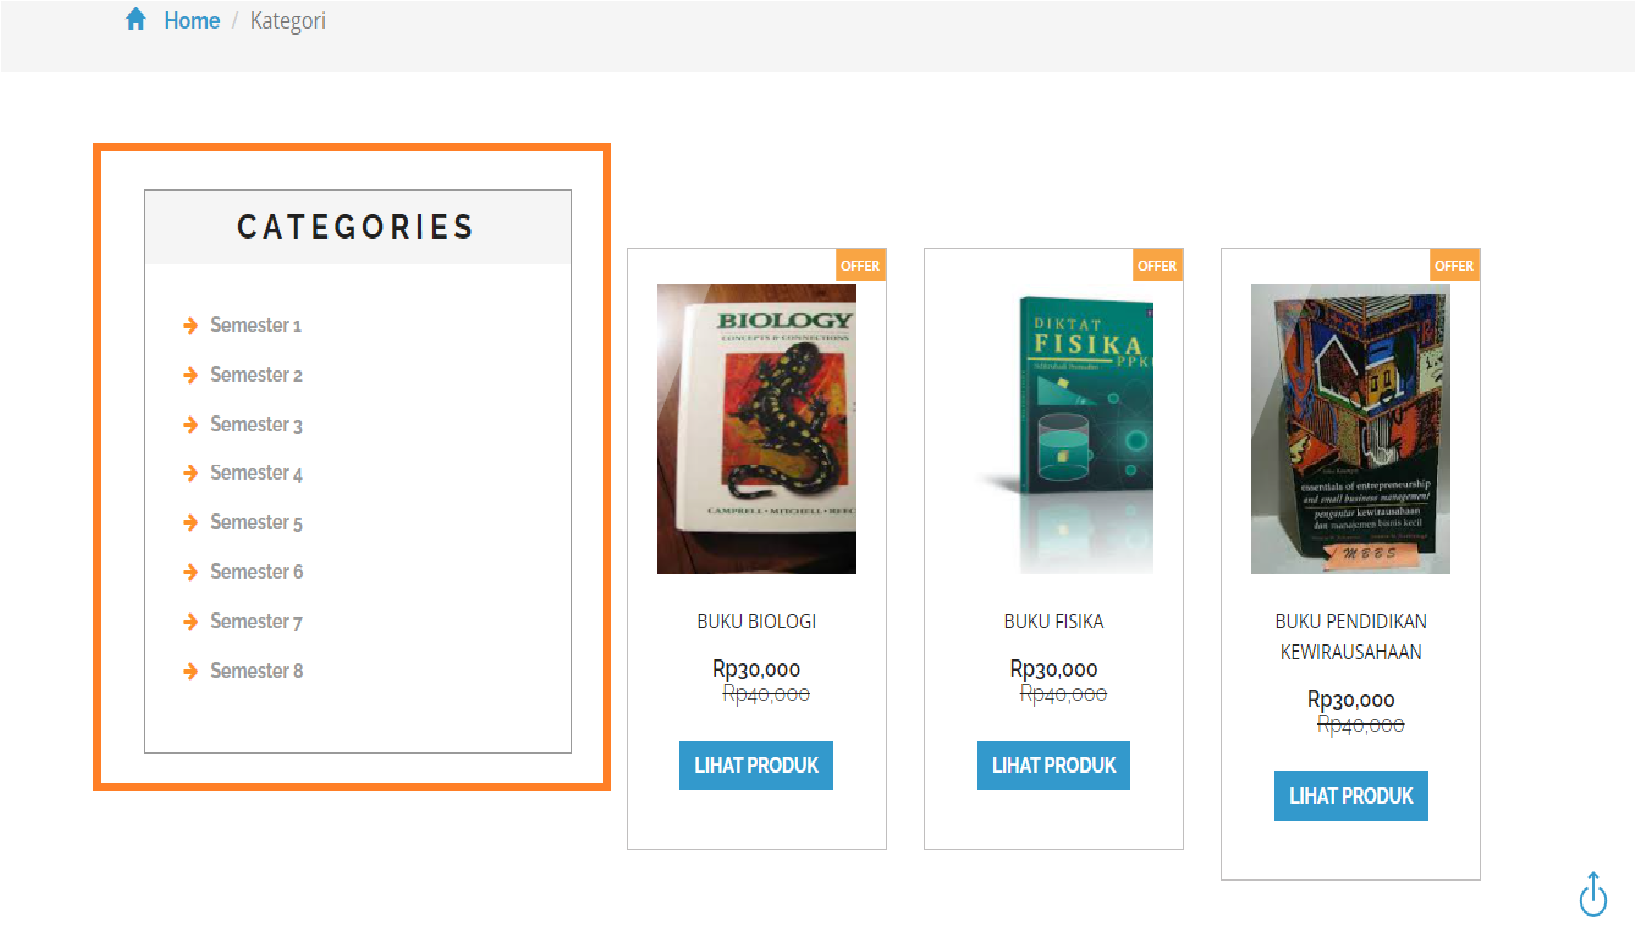 Home / Kategori
CATEGORIES
Semester 1
Semester 2
Semester 3
Semester 4
Semester 5
Semester 6
Semester 7
Semester 8
OFFER
BIOLOGY
CONCEPTS & CONNECTIONS
CAMPBELL • MITCHELL • REEC
BUKU BIOLOGI
Rp30,000
Rp40,000
LIHAT PRODUK
OFFER
DIKTAT
FISIKA
PPK
BUKU FISIKA
Rp30,000
Rp40,000
LIHAT PRODUK
OFFER
essentials of entrepreneurship
and small business management
pengantar kewirausahaan
dan manajemen bisnis kecil
MBBS
BUKU PENDIDIKAN
KEWIRAUSAHAAN
Rp30,000
Rp40,000
LIHAT PRODUK